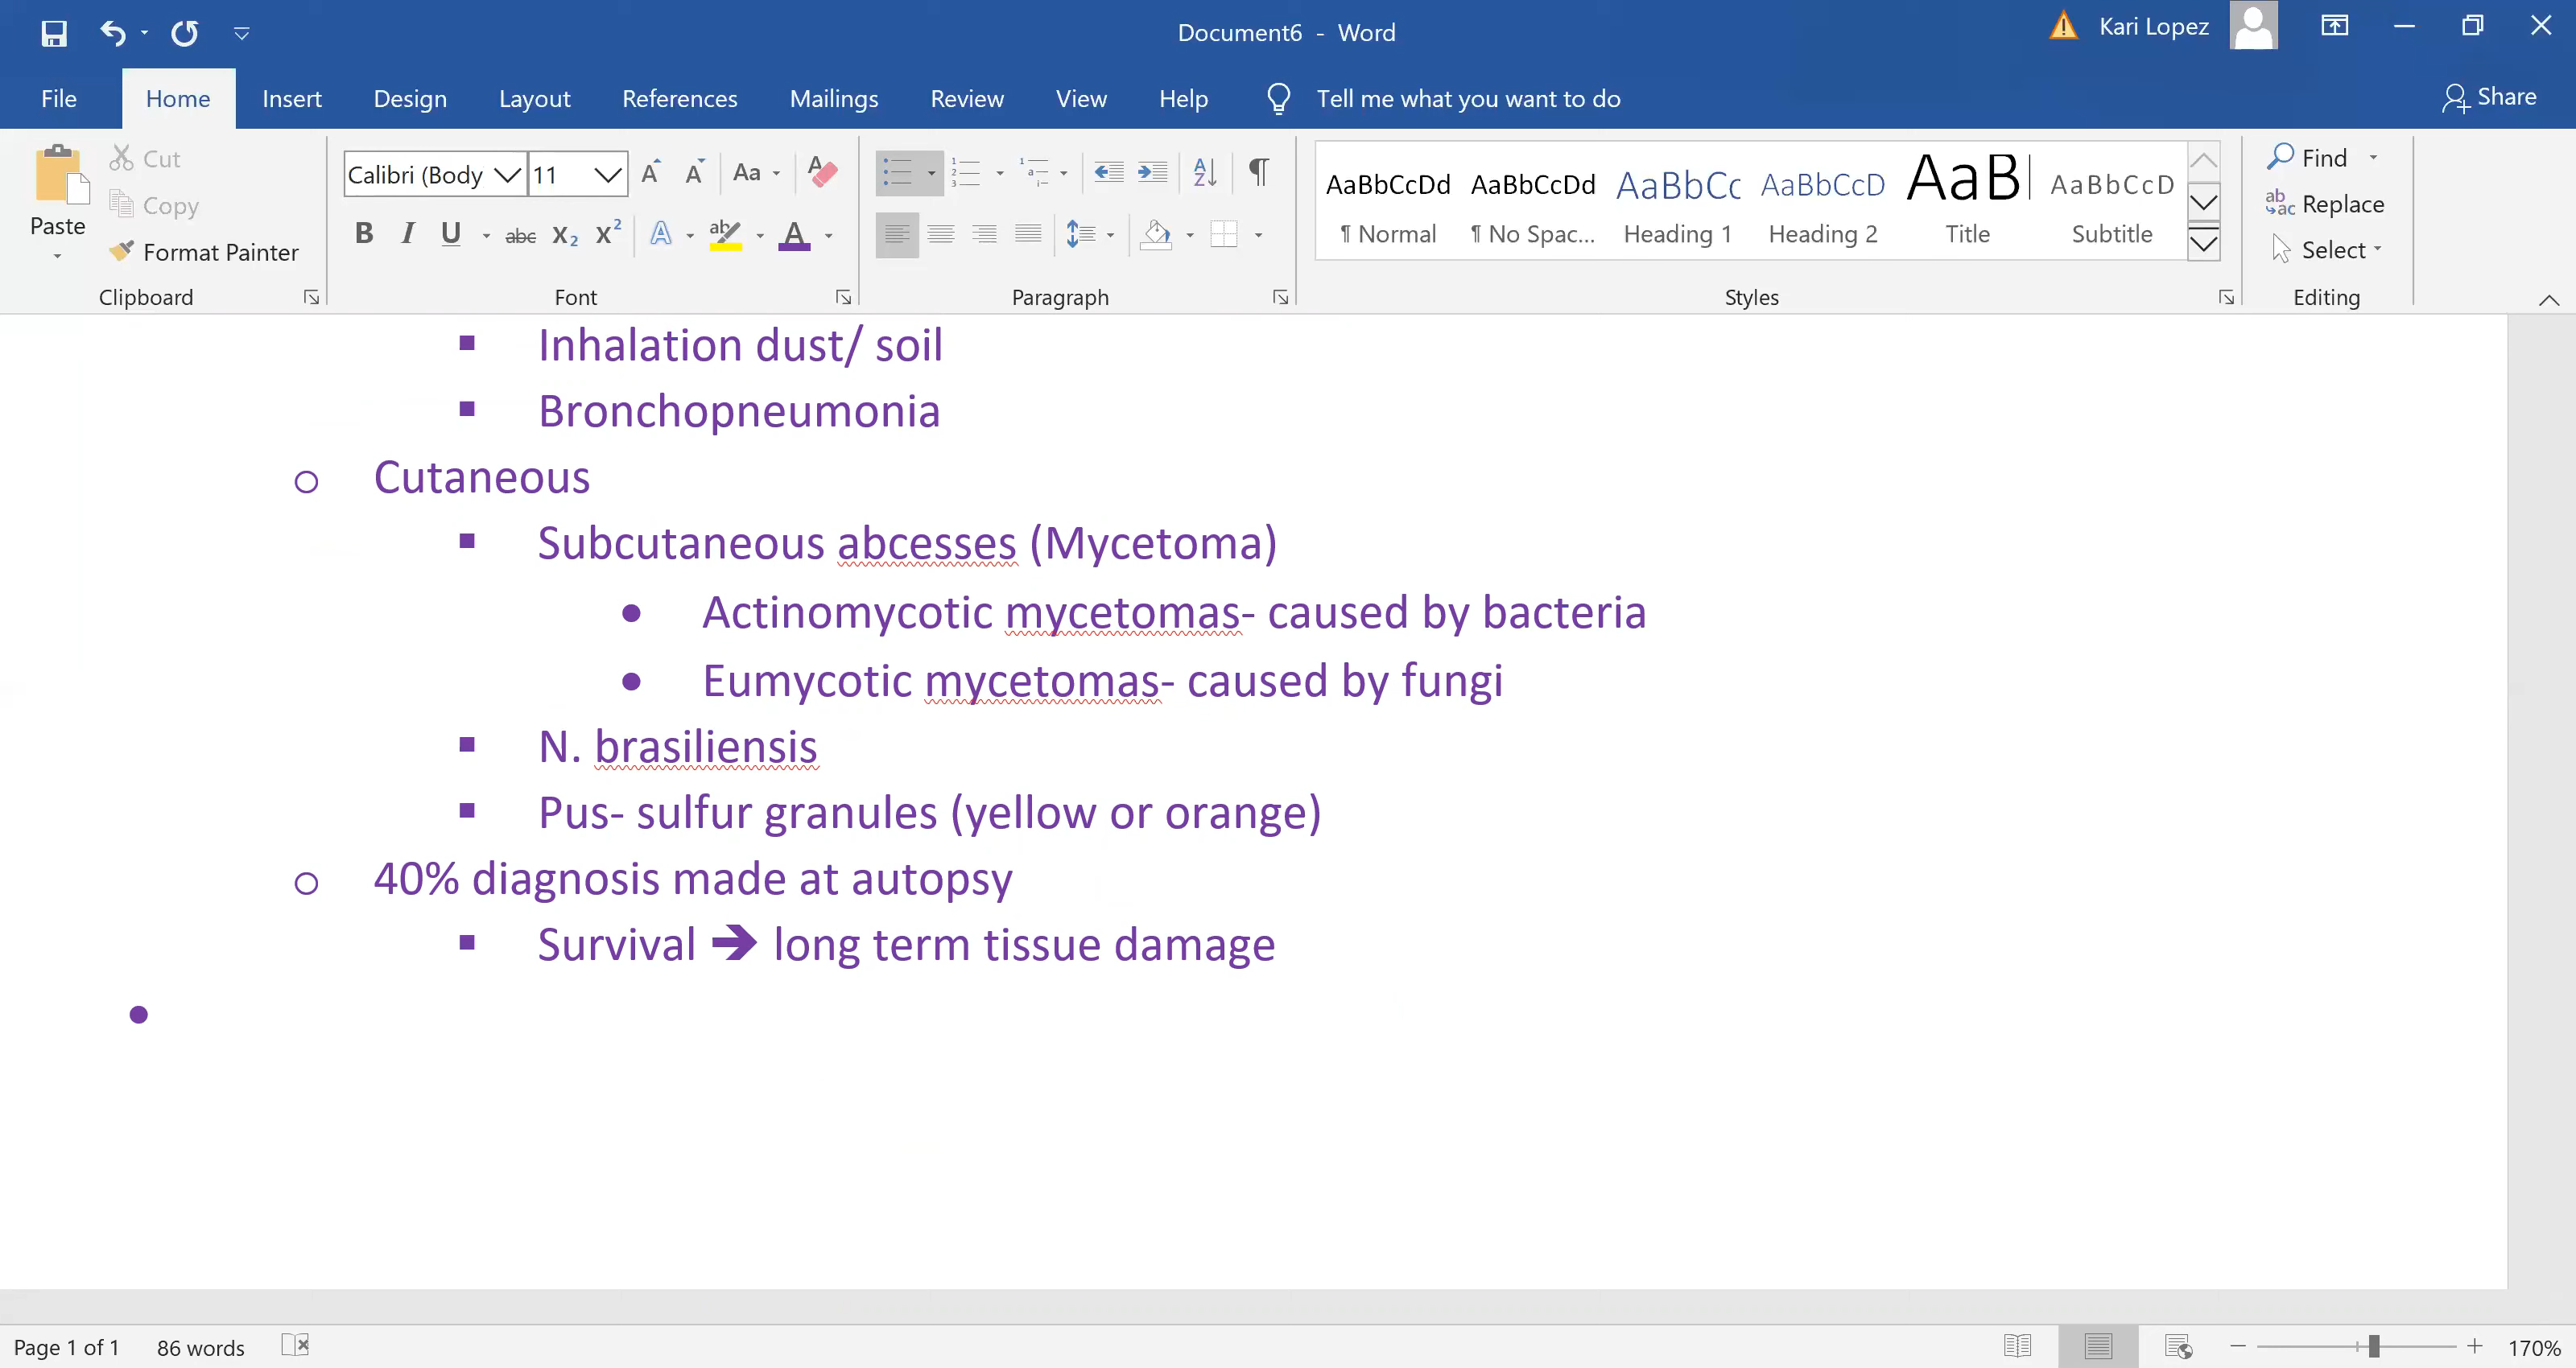 Document6 - Word
Kari Lopez
File Home Insert Design Layout References Mailings Review View Help Tell me what you want to do Share
Paste
Cut
Copy
Format Painter
Clipboard
Calibri (Body 11
Aa
B I U abc X₂ X² A ab A
Font
Paragraph
AaBbCcDd AaBbCcDd AaBbCc AaBbCcD AaB AaBbCcD
¶ Normal ¶ No Spac... Heading 1 Heading 2 Title Subtitle
Styles
Find
Replace
Select
Editing
▪ Inhalation dust/ soil
▪ Bronchopneumonia
o Cutaneous
▪ Subcutaneous abcesses (Mycetoma)
• Actinomycotic mycetomas- caused by bacteria
• Eumycotic mycetomas- caused by fungi
▪ N. brasiliensis
▪ Pus- sulfur granules (yellow or orange)
o 40% diagnosis made at autopsy
▪ Survival ➔ long term tissue damage
•
Page 1 of 1 86 words 170%